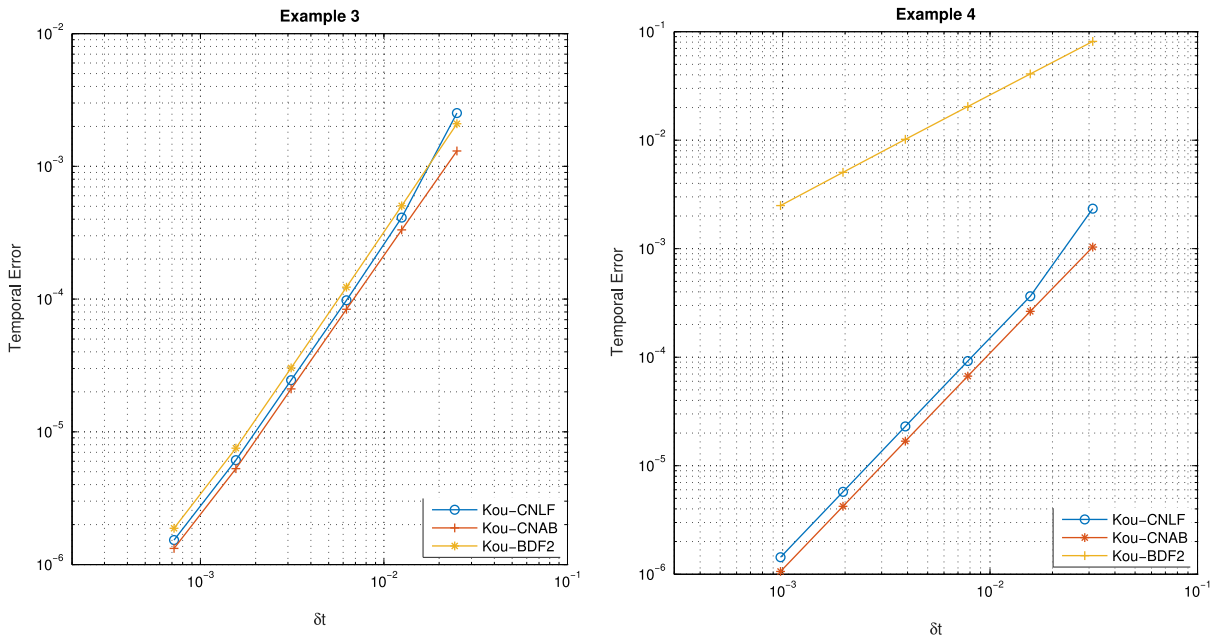 Example 3
10⁻²
10⁻³
10⁻⁴
10⁻⁵
10⁻⁶
Temporal Error
10⁻³
10⁻²
10⁻¹
δt
Kou−CNLF
Kou−CNAB
Kou−BDF2
Example 4
10⁻¹
10⁻²
10⁻³
10⁻⁴
10⁻⁵
10⁻⁶
Temporal Error
10⁻³
10⁻²
10⁻¹
δt
Kou−CNLF
Kou−CNAB
Kou−BDF2